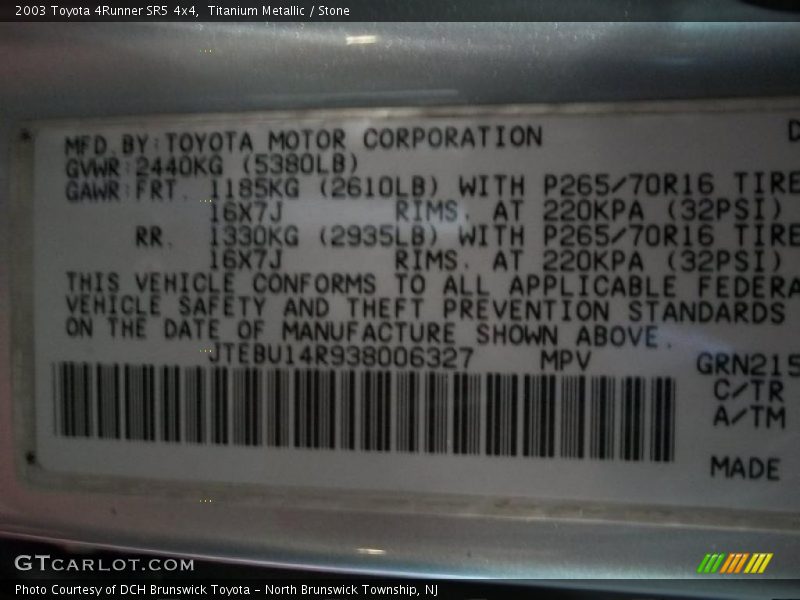 2003 Toyota 4Runner SR5 4x4, Titanium Metallic / Stone
MFD. BY: TOYOTA MOTOR CORPORATION D
GVWR: 2440KG (5380LB)
GAWR: FRT. 1185KG (2610LB) WITH P265/70R16 TIRE
16X7J RIMS. AT 220KPA (32PSI)
RR. 1330KG (2935LB) WITH P265/70R16 TIRE
16X7J RIMS. AT 220KPA (32PSI)
THIS VEHICLE CONFORMS TO ALL APPLICABLE FEDERA
VEHICLE SAFETY AND THEFT PREVENTION STANDARDS
ON THE DATE OF MANUFACTURE SHOWN ABOVE.
JTEBU14R938006327 MPV GRN215
C/TR
A/TM
MADE
GTCARLOT.COM
Photo Courtesy of DCH Brunswick Toyota - North Brunswick Township, NJ